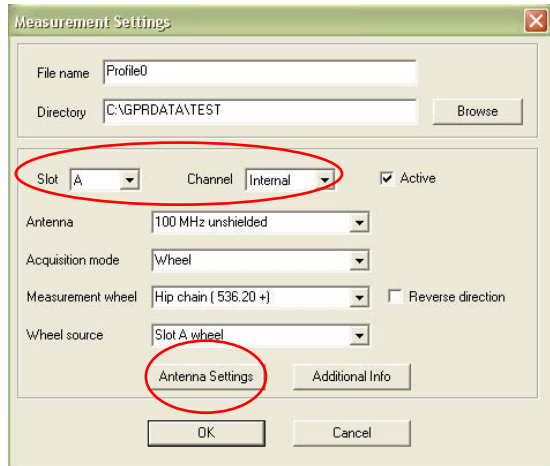 Measurement Settings
File name Profile0
Directory C:\GPRDATA\TEST Browse
Slot A Channel Internal Active
Antenna 100 MHz unshielded
Acquisition mode Wheel
Measurement wheel Hip chain ( 536.20 +) Reverse direction
Wheel source Slot A wheel
Antenna Settings Additional Info
OK Cancel